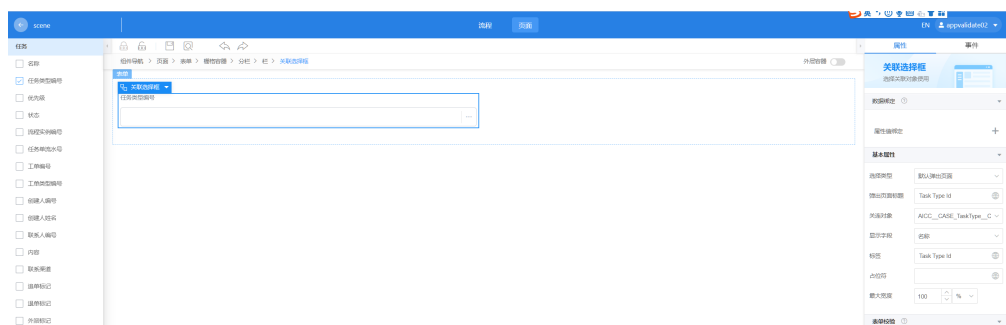 英
scene
流程
页面
EN
appvalidate02
任务
名称
任务类型编号
优先级
状态
流程实例编号
任务单流水号
工单编号
工单类型编号
创建人编号
创建人姓名
联系人编号
内容
联系渠道
退单标记
退单标记
外部标记
组件导航 > 页面 > 表单 > 栅格容器 > 分栏 > 栏 > 关联选择框
外层容器
表单
关联选择框
任务类型编号
属性
事件
关联选择框
选择关联对象使用
数据绑定
属性值绑定
基本属性
选择类型
默认弹出页面
弹出页面标题
Task Type Id
关连对象
AICC__CASE_TaskType__C
显示字段
名称
标签
Task Type Id
占位符
最大宽度
100
%
表单校验